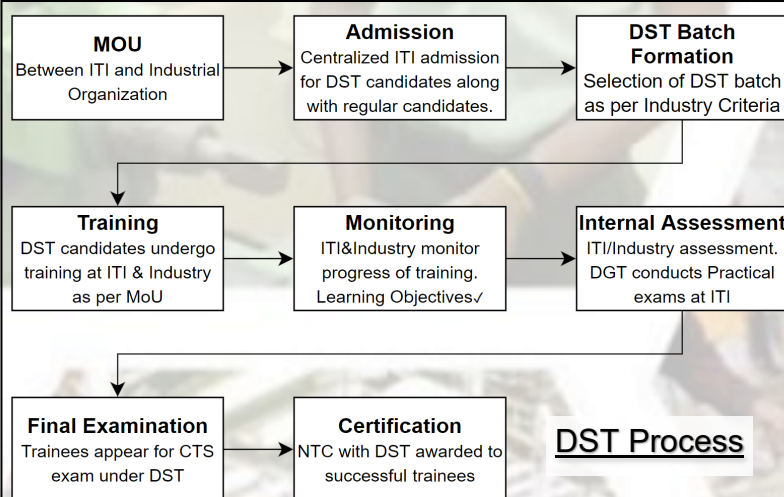 MOU
Between ITI and Industrial
Organization
Admission
Centralized ITI admission
for DST candidates along
with regular candidates.
DST Batch
Formation
Selection of DST batch
as per Industry Criteria
Training
DST candidates undergo
training at ITI & Industry
as per MoU
Monitoring
ITI&Industry monitor
progress of training.
Learning Objectives✓
Internal Assessment
ITI/Industry assessment.
DGT conducts Practical
exams at ITI
Final Examination
Trainees appear for CTS
exam under DST
Certification
NTC with DST awarded to
successful trainees
DST Process